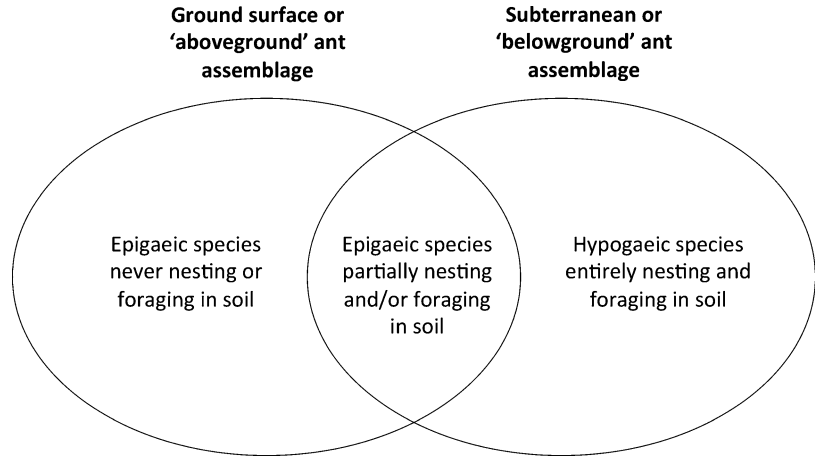 Ground surface or
‘aboveground’ ant
assemblage
Subterranean or
‘belowground’ ant
assemblage
Epigaeic species
never nesting or
foraging in soil
Epigaeic species
partially nesting
and/or foraging
in soil
Hypogaeic species
entirely nesting and
foraging in soil